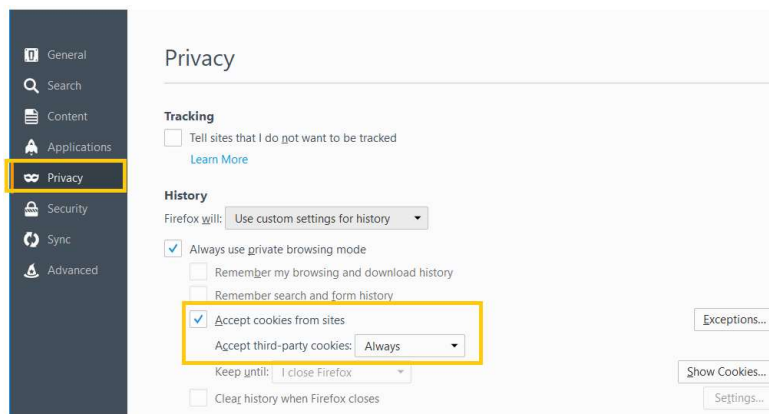 General
Search
Content
Applications
Privacy
Security
Sync
Advanced
Privacy
Tracking
Tell sites that I do not want to be tracked
Learn More
History
Firefox will: Use custom settings for history
Always use private browsing mode
Remember my browsing and download history
Remember search and form history
Accept cookies from sites Exceptions...
Accept third-party cookies: Always
Keep until: I close Firefox Show Cookies...
Clear history when Firefox closes Settings...